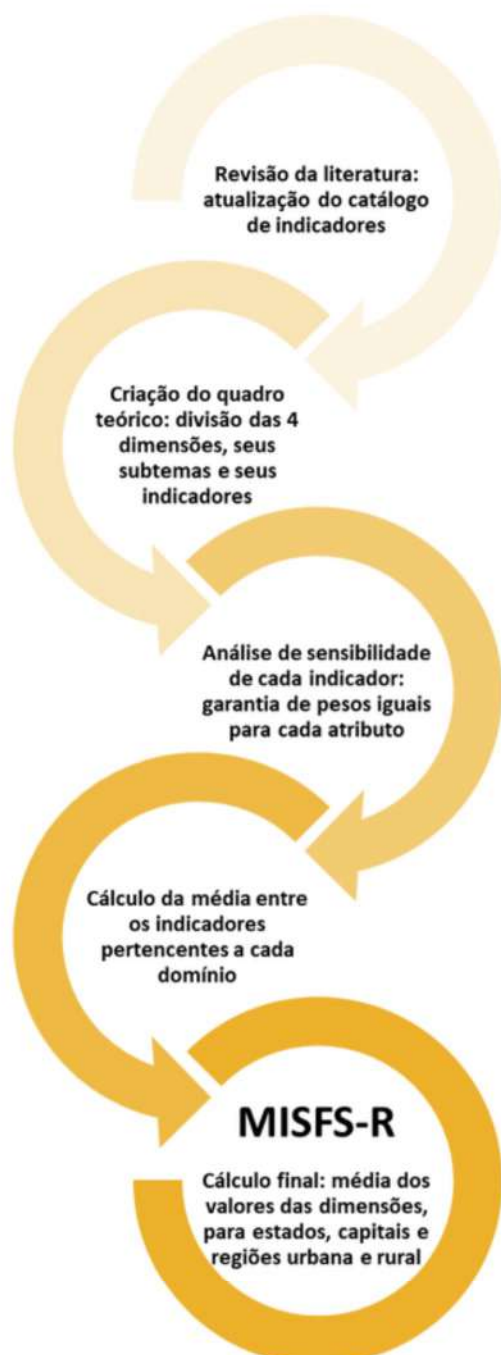 Revisão da literatura:
atualização do catálogo
de indicadores
Criação do quadro
teórico: divisão das 4
dimensões, seus
subtemas e seus
indicadores
Análise de sensibilidade
de cada indicador:
garantia de pesos iguais
para cada atributo
Cálculo da média entre
os indicadores
pertencentes a cada
domínio
MISFS-R
Cálculo final: média dos
valores das dimensões,
para estados, capitais e
regiões urbana e rural